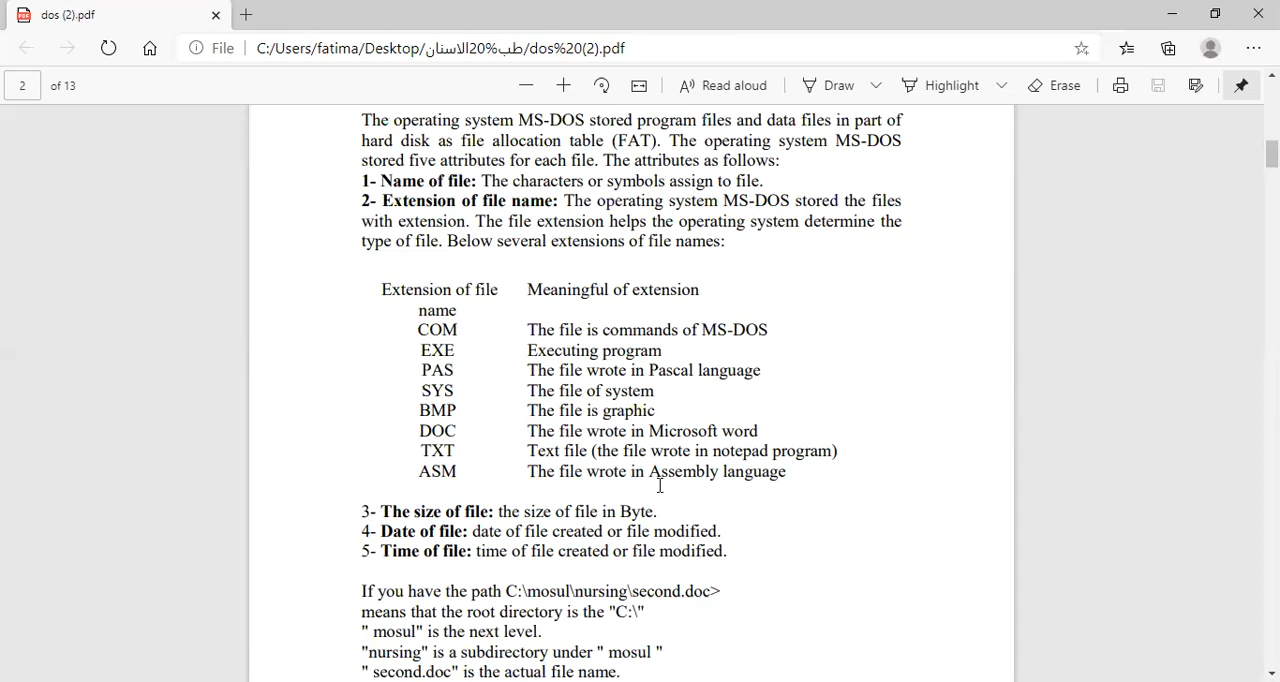 dos (2).pdf
File C:/Users/fatima/Desktop/طب%20الاسنان/dos%20(2).pdf
2 of 13 Read aloud Draw Highlight Erase
The operating system MS-DOS stored program files and data files in part of
hard disk as file allocation table (FAT). The operating system MS-DOS
stored five attributes for each file. The attributes as follows:
1- Name of file: The characters or symbols assign to file.
2- Extension of file name: The operating system MS-DOS stored the files
with extension. The file extension helps the operating system determine the
type of file. Below several extensions of file names:
Extension of file Meaningful of extension
name
COM The file is commands of MS-DOS
EXE Executing program
PAS The file wrote in Pascal language
SYS The file of system
BMP The file is graphic
DOC The file wrote in Microsoft word
TXT Text file (the file wrote in notepad program)
ASM The file wrote in Assembly language
3- The size of file: the size of file in Byte.
4- Date of file: date of file created or file modified.
5- Time of file: time of file created or file modified.
If you have the path C:\mosul\nursing\second.doc>
means that the root directory is the "C:\"
" mosul" is the next level.
"nursing" is a subdirectory under " mosul "
" second.doc" is the actual file name.